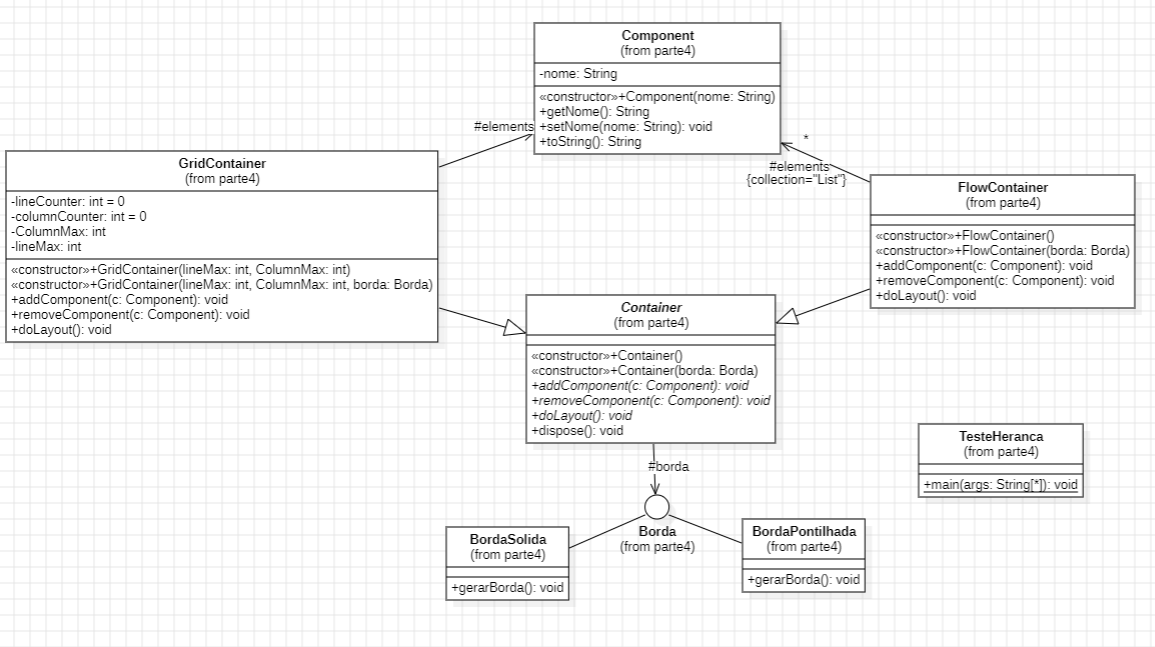 Component
(from parte4)
-nome: String
«constructor»+Component(nome: String)
+getNome(): String
+setNome(nome: String): void
+toString(): String
#elements
*
#elements
{collection="List"}
GridContainer
(from parte4)
-lineCounter: int = 0
-columnCounter: int = 0
-ColumnMax: int
-lineMax: int
«constructor»+GridContainer(lineMax: int, ColumnMax: int)
«constructor»+GridContainer(lineMax: int, ColumnMax: int, borda: Borda)
+addComponent(c: Component): void
+removeComponent(c: Component): void
+doLayout(): void
FlowContainer
(from parte4)
«constructor»+FlowContainer()
«constructor»+FlowContainer(borda: Borda)
+addComponent(c: Component): void
+removeComponent(c: Component): void
+doLayout(): void
Container
(from parte4)
«constructor»+Container()
«constructor»+Container(borda: Borda)
+addComponent(c: Component): void
+removeComponent(c: Component): void
+doLayout(): void
+dispose(): void
TesteHeranca
(from parte4)
+main(args: String[*]): void
#borda
Borda
(from parte4)
BordaSolida
(from parte4)
+gerarBorda(): void
BordaPontilhada
(from parte4)
+gerarBorda(): void